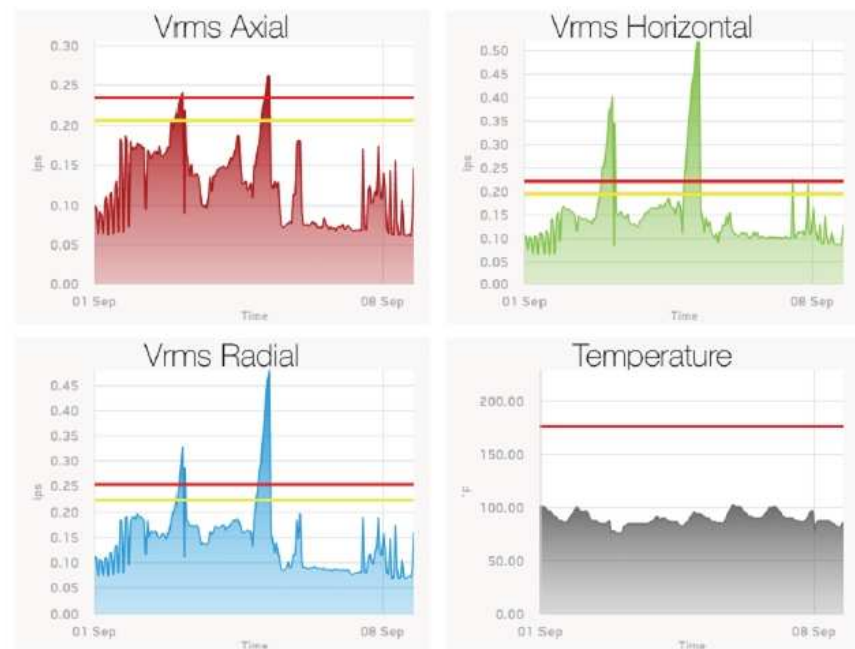 Vrms Axial
0.30
0.25
0.20
0.15
0.10
0.05
0.00
ips
01 Sep
08 Sep
Time
Vrms Horizontal
0.50
0.45
0.40
0.35
0.30
0.25
0.20
0.15
0.10
0.05
0.00
ips
01 Sep
08 Sep
Time
Vrms Radial
0.45
0.40
0.35
0.30
0.25
0.20
0.15
0.10
0.05
0.00
ips
01 Sep
08 Sep
Time
Temperature
200.00
150.00
100.00
50.00
0.00
°F
01 Sep
08 Sep
Time